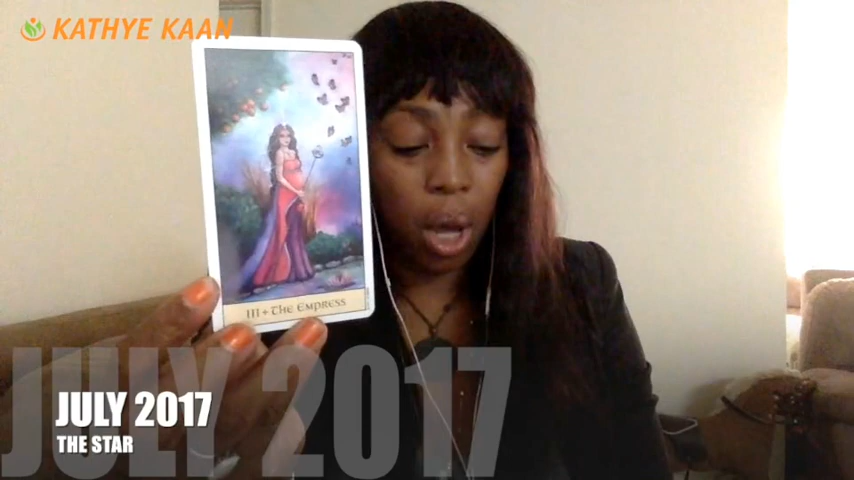 KATHYE KAAN
III + THE EMPRESS
JULY 2017
JULY 2017
THE STAR